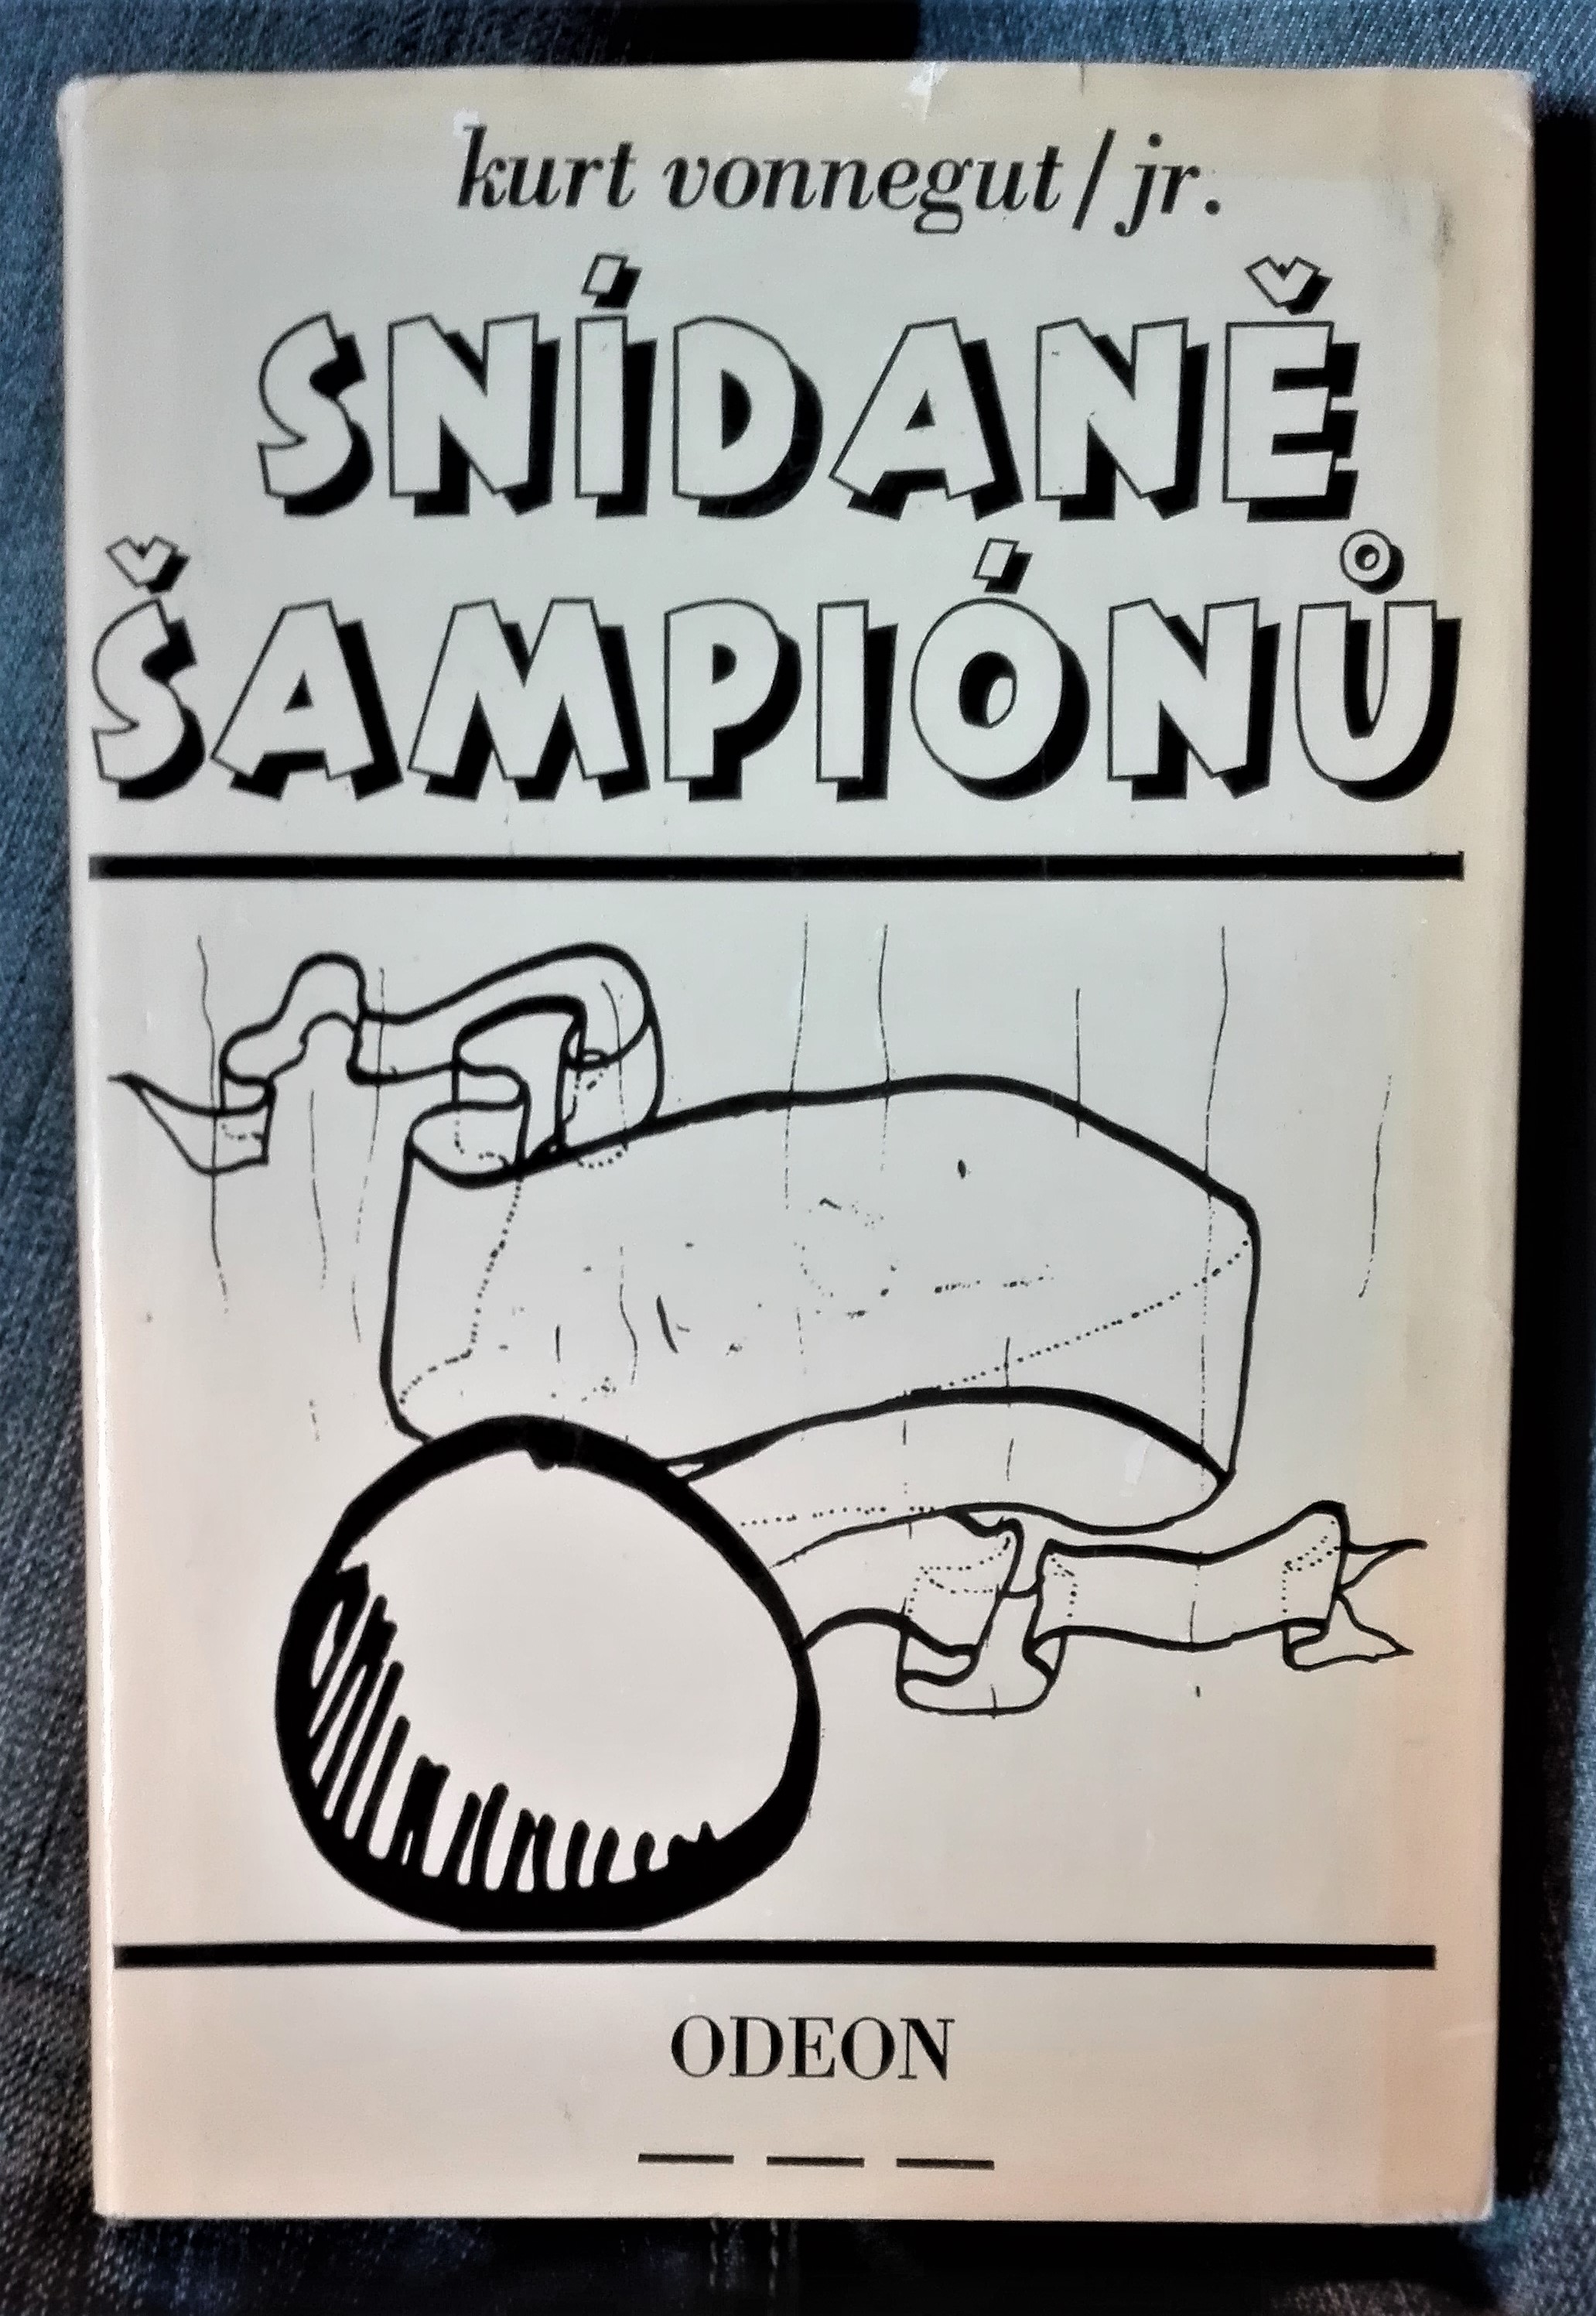 kurt vonnegut/jr.
SNÍDANĚ
ŠAMPIÓNŮ
ODEON